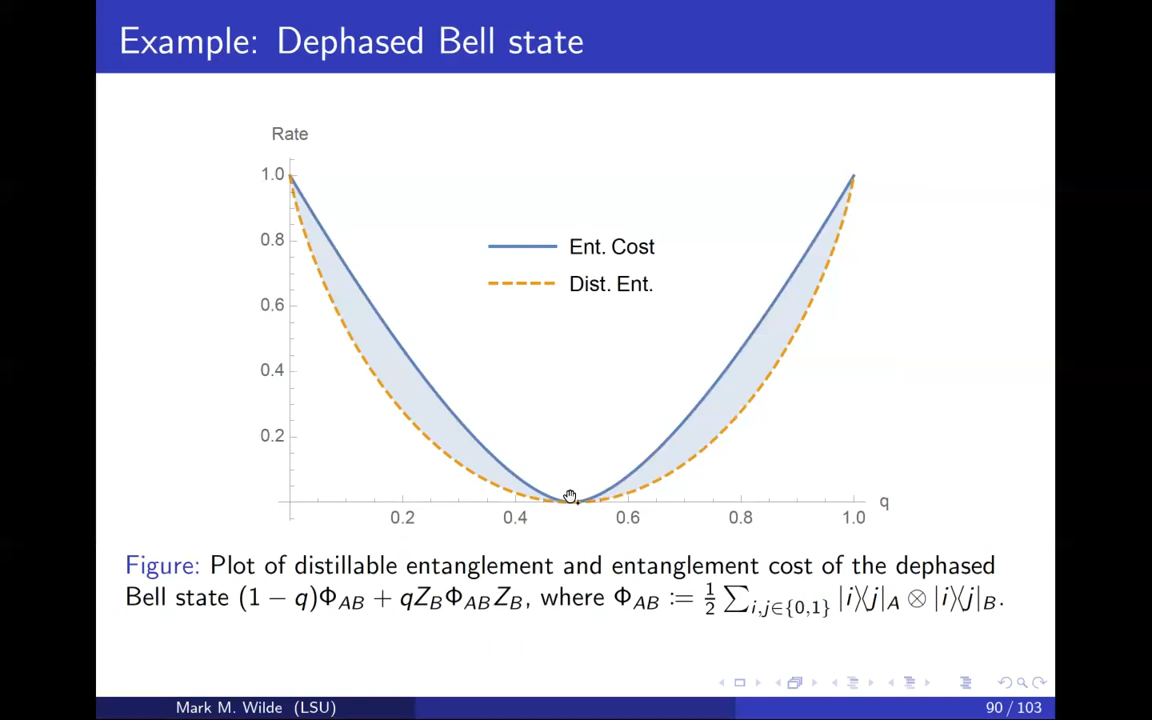 Example: Dephased Bell state
Rate
1.0
0.8
0.6
0.4
0.2
Ent. Cost
Dist. Ent.
0.2 0.4 0.6 0.8 1.0
q
Figure: Plot of distillable entanglement and entanglement cost of the dephased
Bell state (1 − q)Φ_AB + qZ_BΦ_ABZ_B, where Φ_AB := 1/2 ∑_{i,j∈{0,1}} |i⟩⟨j|_A ⊗ |i⟩⟨j|_B.
Mark M. Wilde (LSU)
90 / 103